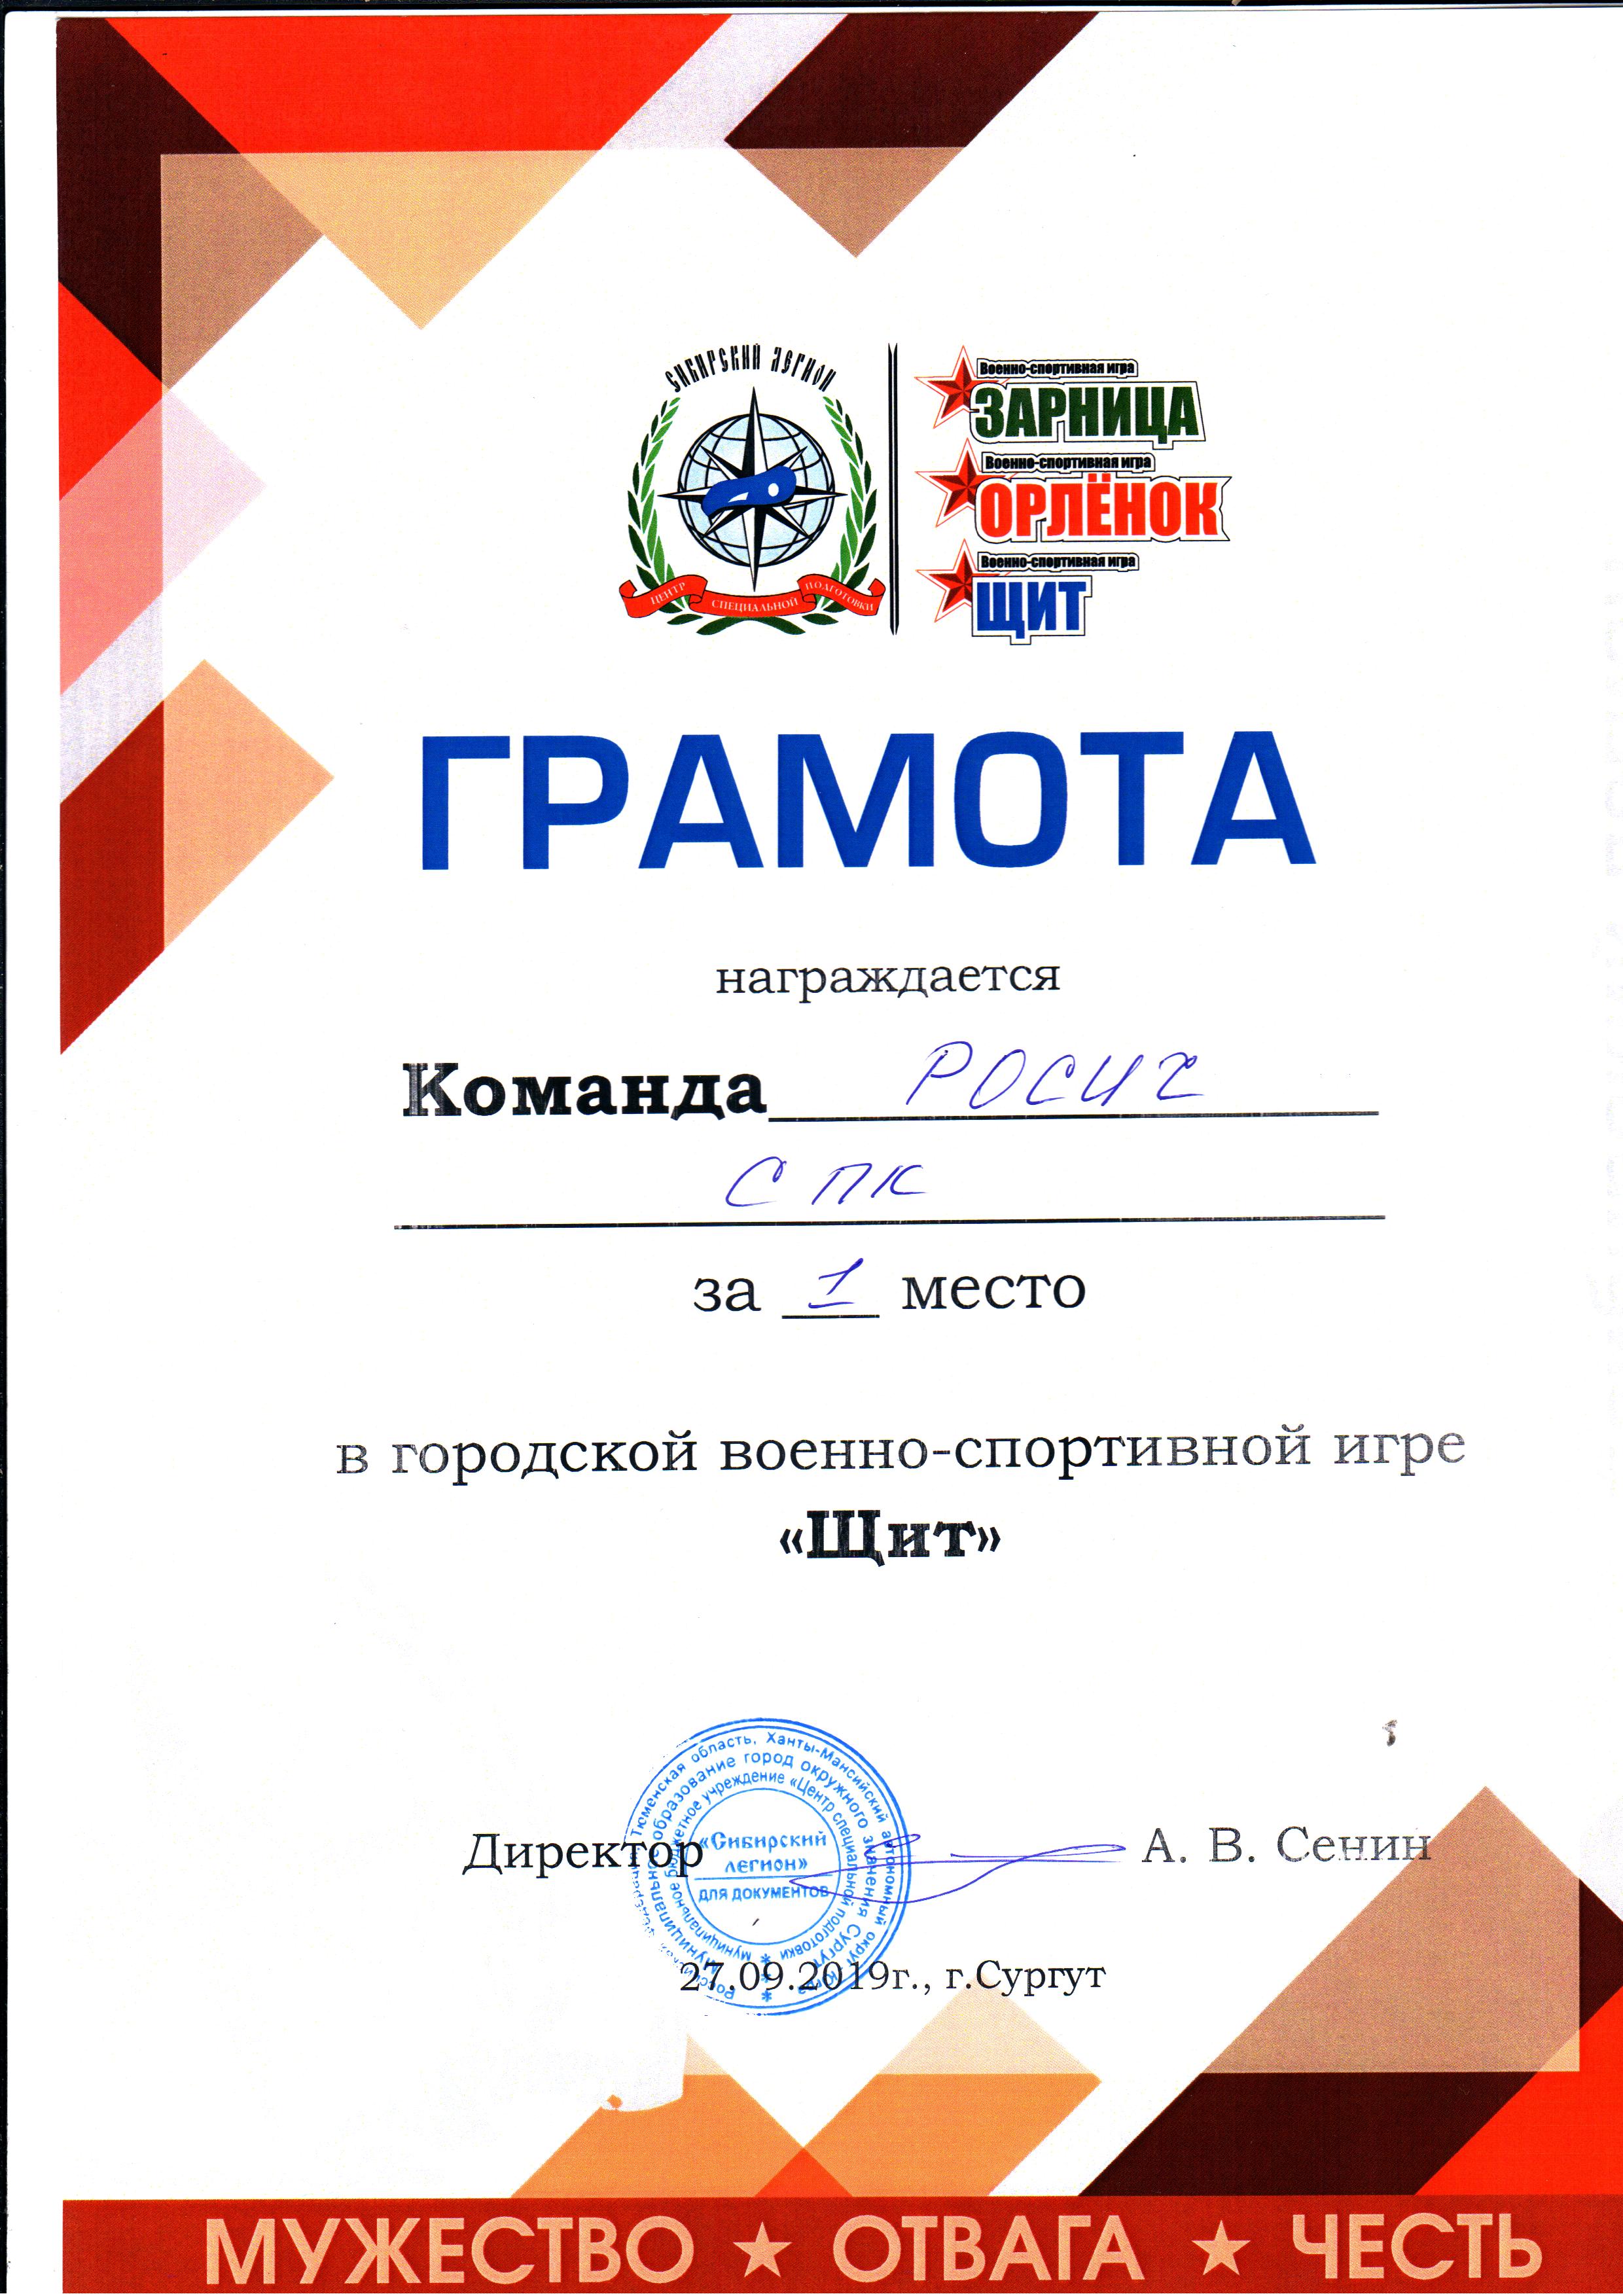 СИБИРСКИЙ ЛЕГИОН
ЦЕНТР СПЕЦИАЛЬНОЙ ПОДГОТОВКИ
Военно-спортивная игра
ЗАРНИЦА
Военно-спортивная игра
ОРЛЁНОК
Военно-спортивная игра
ЩИТ
ГРАМОТА
награждается
Команда РОСИЧ
СПК
за 1 место
в городской военно-спортивной игре
«Щит»
Тюменская область, Ханты-Мансийский автономный округ Югра
Муниципальное образование город окружного значения Сургут
Муниципальное бюджетное учреждение «Центр специальной подготовки
«Сибирский
легион»
ДЛЯ ДОКУМЕНТОВ
Директор А. В. Сенин
27.09.2019г., г.Сургут
МУЖЕСТВО ★ ОТВАГА ★ ЧЕСТЬ